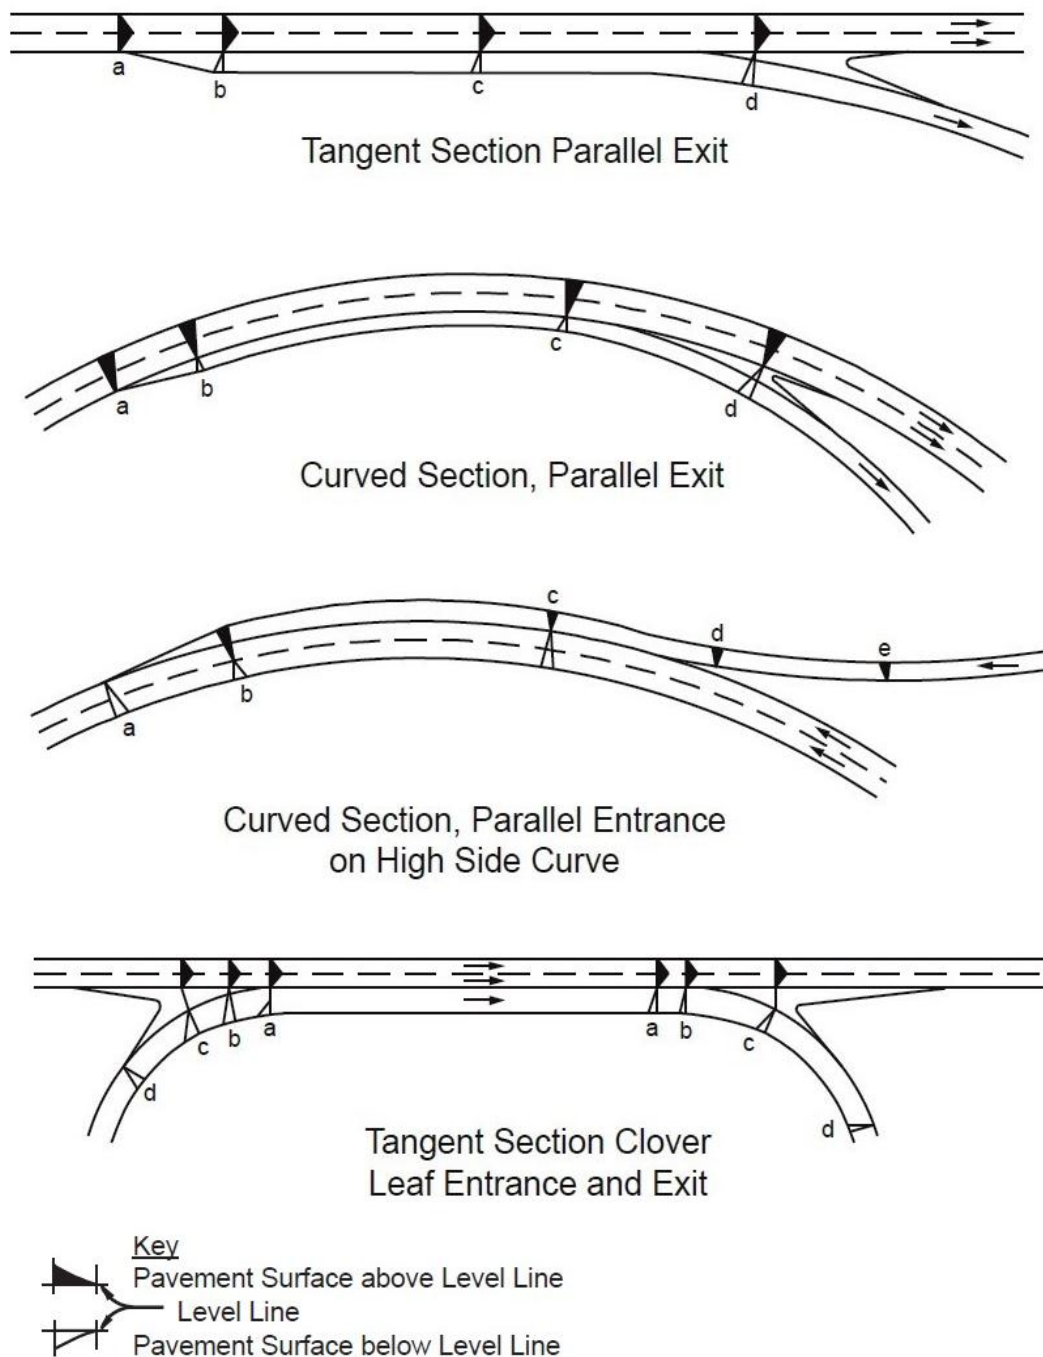 a
b
c
d
Tangent Section Parallel Exit
a
b
c
d
Curved Section, Parallel Exit
a
b
c
d
e
Curved Section, Parallel Entrance
on High Side Curve
d
c
b
a
a
b
c
d
Tangent Section Clover
Leaf Entrance and Exit
Key
Pavement Surface above Level Line
Level Line
Pavement Surface below Level Line